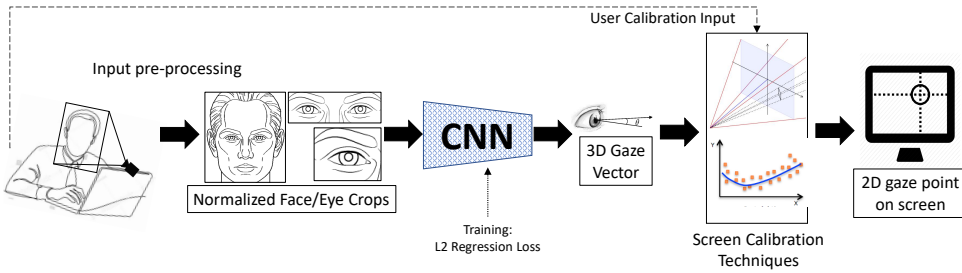 User Calibration Input
Input pre-processing
CNN
3D Gaze
Vector
Normalized Face/Eye Crops
Training:
L2 Regression Loss
Y
X
Screen Calibration
Techniques
2D gaze point
on screen